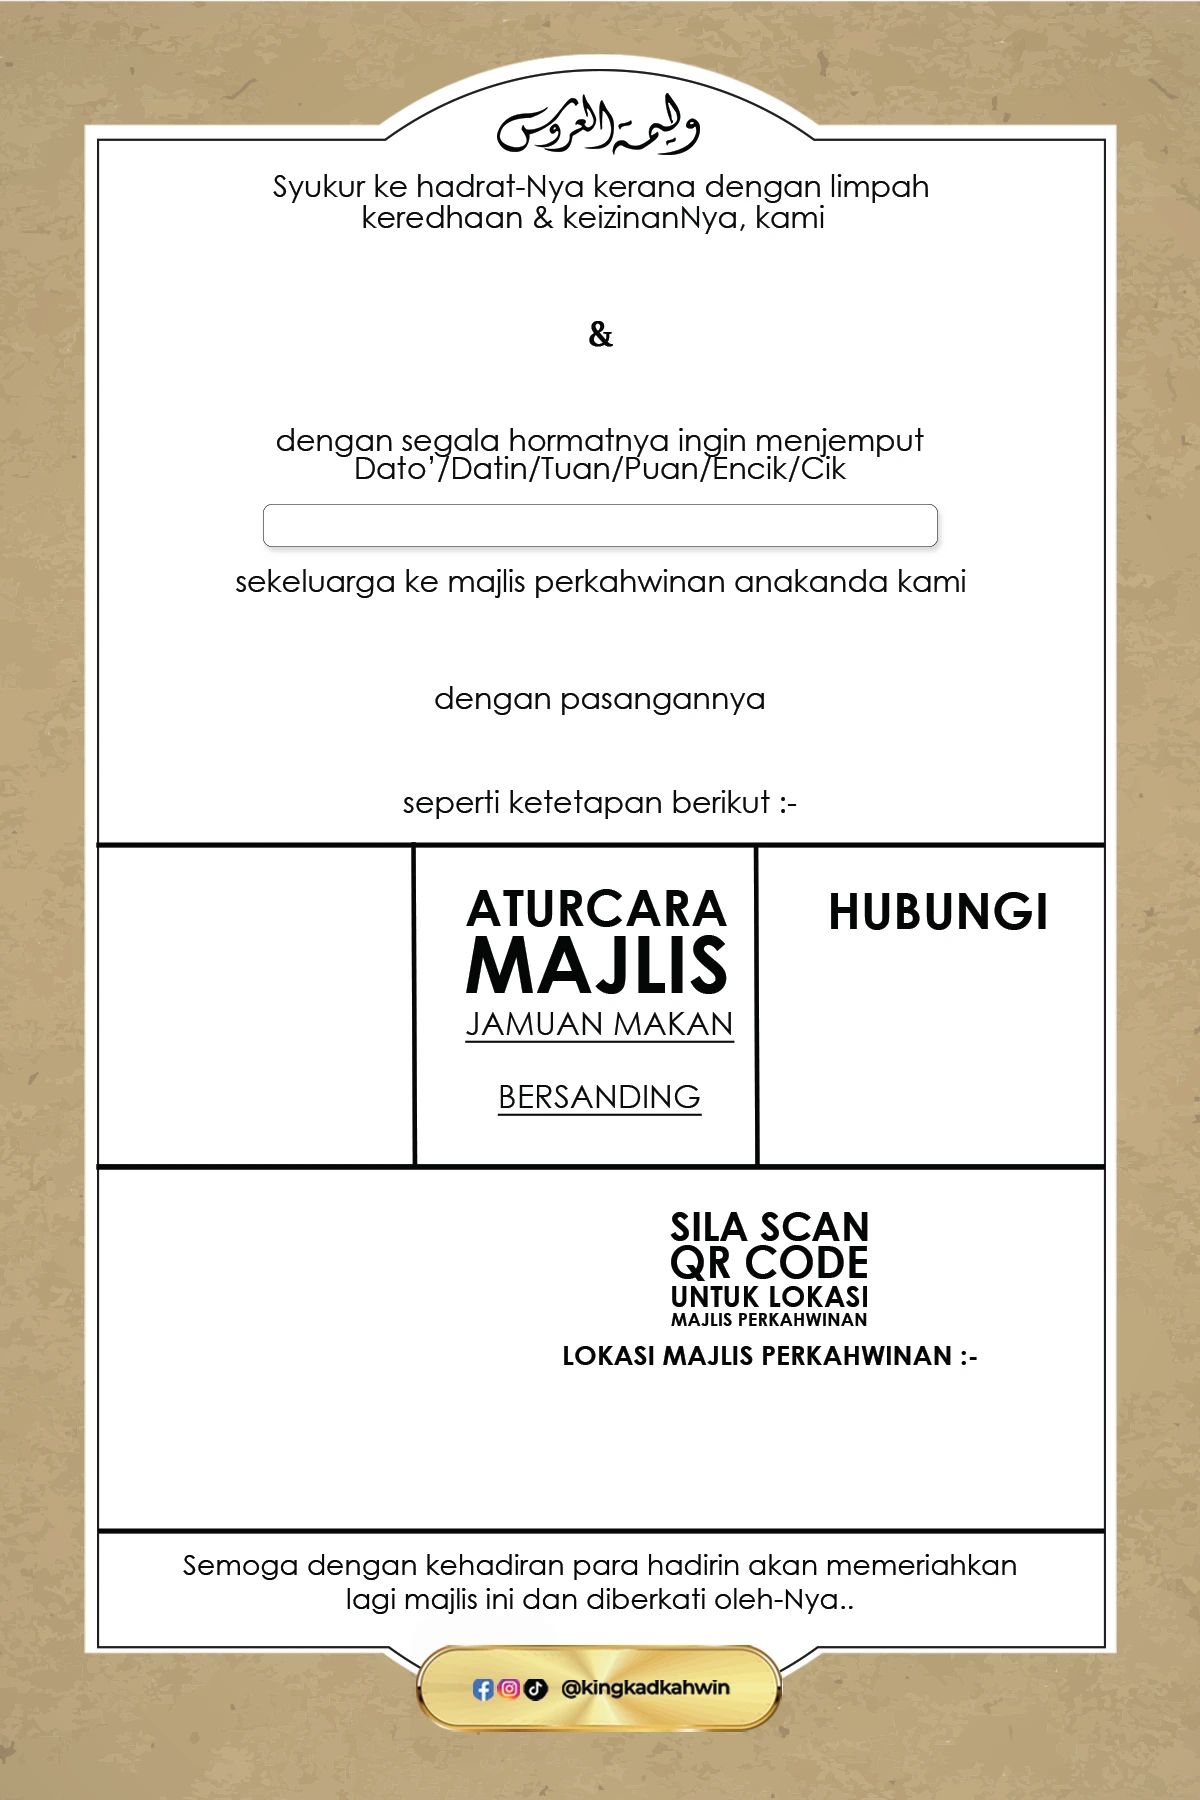 وليمة العروس
Syukur ke hadrat-Nya kerana dengan limpah
keredhaan & keizinanNya, kami
&
dengan segala hormatnya ingin menjemput
Dato’/Datin/Tuan/Puan/Encik/Cik
sekeluarga ke majlis perkahwinan anakanda kami
dengan pasangannya
seperti ketetapan berikut :-
ATURCARA
MAJLIS
JAMUAN MAKAN
BERSANDING
HUBUNGI
SILA SCAN
QR CODE
UNTUK LOKASI
MAJLIS PERKAHWINAN
LOKASI MAJLIS PERKAHWINAN :-
Semoga dengan kehadiran para hadirin akan memeriahkan
lagi majlis ini dan diberkati oleh-Nya..
@kingkadkahwin